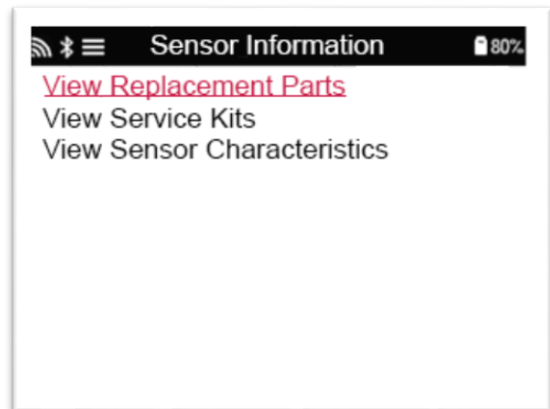 Sensor Information 80%
View Replacement Parts
View Service Kits
View Sensor Characteristics